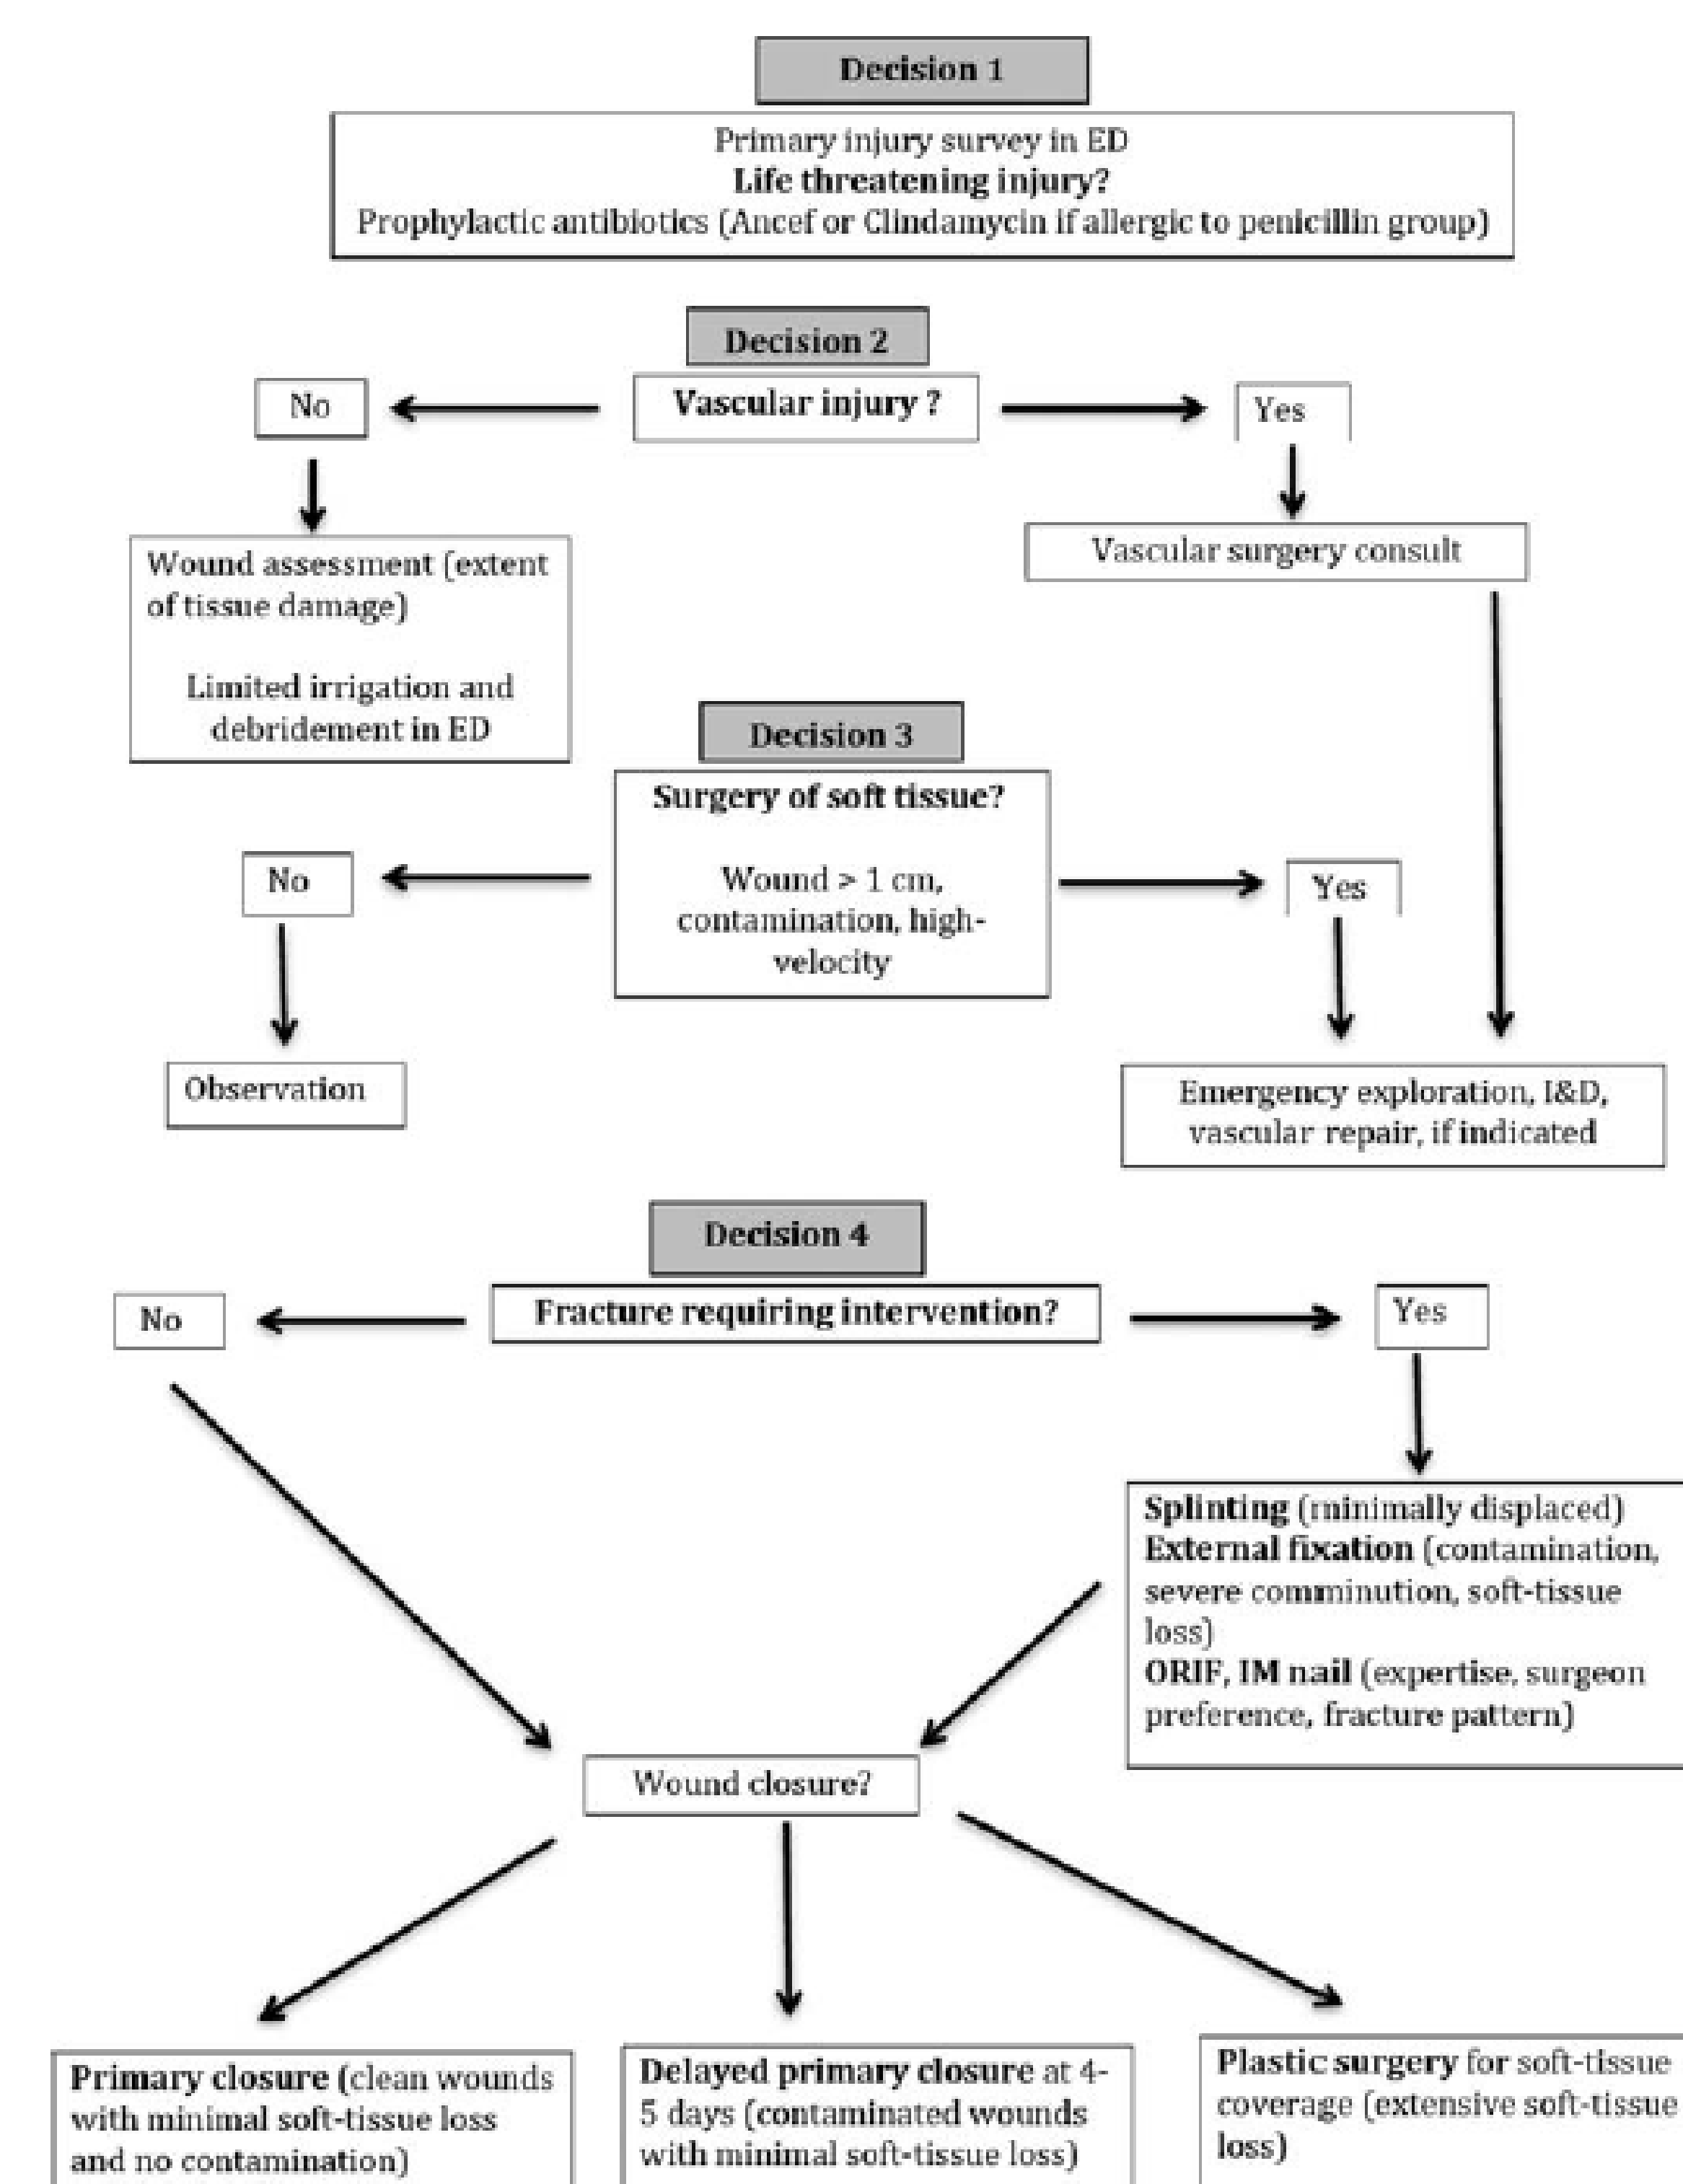 Decision 1
Primary injury survey in ED
Life threatening injury?
Prophylactic antibiotics (Ancef or Clindamycin if allergic to penicillin group)
Decision 2
No
Vascular injury ?
Yes
Wound assessment (extent
of tissue damage)
Limited irrigation and
debridement in ED
Vascular surgery consult
Decision 3
Surgery of soft tissue?
Wound > 1 cm,
contamination, high-
velocity
No
Yes
Observation
Emergency exploration, I&D,
vascular repair, if indicated
Decision 4
No
Fracture requiring intervention?
Yes
Splinting (minimally displaced)
External fixation (contamination,
severe comminution, soft-tissue
loss)
ORIF, IM nail (expertise, surgeon
preference, fracture pattern)
Wound closure?
Primary closure (clean wounds
with minimal soft-tissue loss
and no contamination)
Delayed primary closure at 4-
5 days (contaminated wounds
with minimal soft-tissue loss)
Plastic surgery for soft-tissue
coverage (extensive soft-tissue
loss)